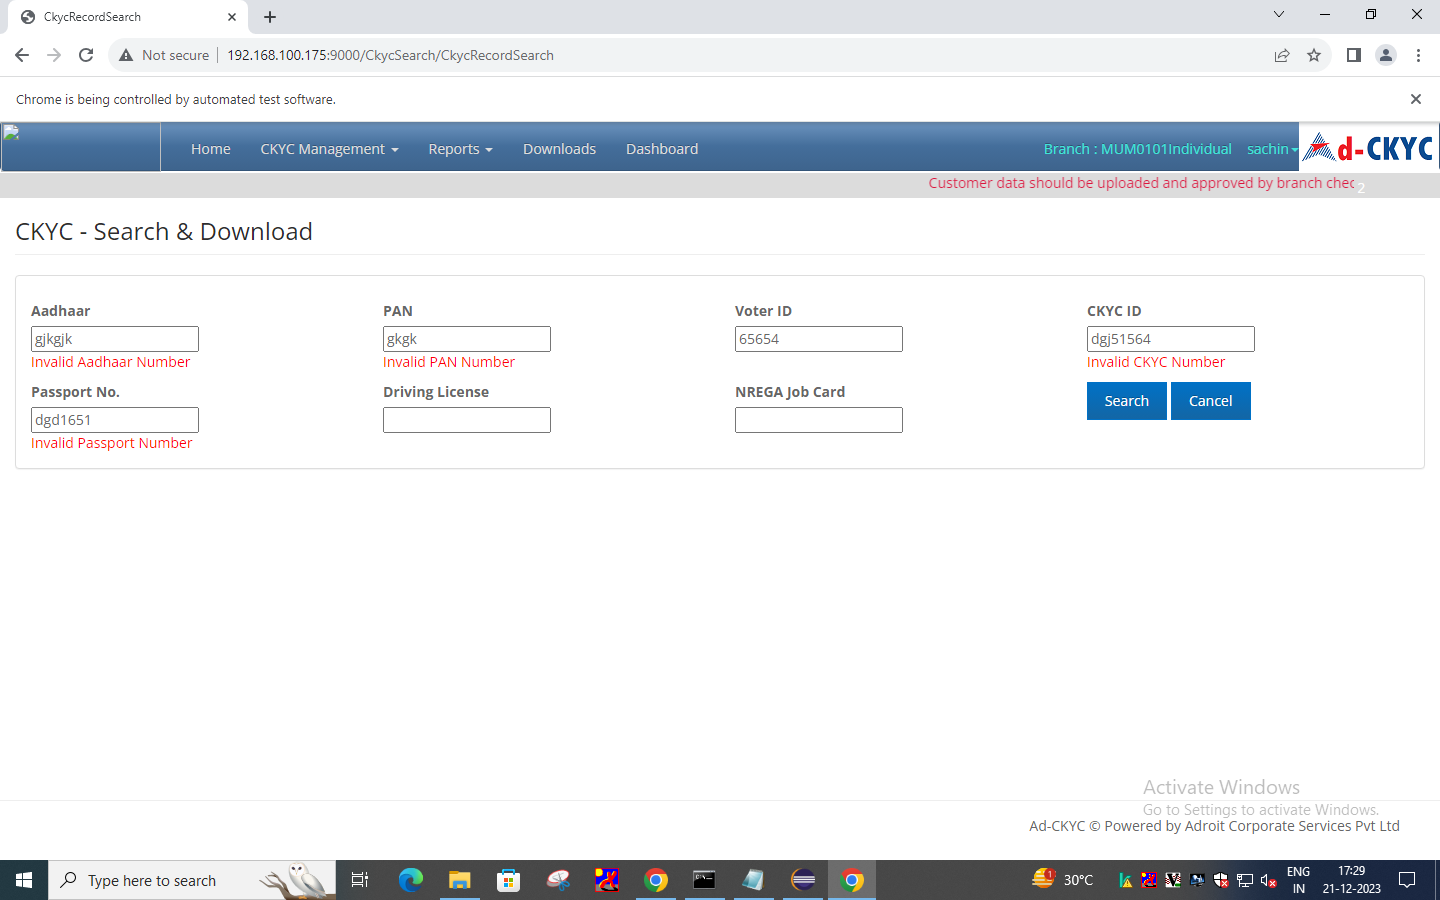 CkycRecordSearch
Not secure
192.168.100.175:9000/CkycSearch/CkycRecordSearch
Chrome is being controlled by automated test software.
Home
CKYC Management
Reports
Downloads
Dashboard
Branch : MUM0101Individual
sachin
d-CKYC
Customer data should be uploaded and approved by branch chec
2
CKYC - Search & Download
Aadhaar
PAN
Voter ID
CKYC ID
gjkgjk
gkgk
65654
dgj51564
Invalid Aadhaar Number
Invalid PAN Number
Invalid CKYC Number
Passport No.
Driving License
NREGA Job Card
Search
Cancel
dgd1651
Invalid Passport Number
Activate Windows
Go to Settings to activate Windows.
Ad-CKYC © Powered by Adroit Corporate Services Pvt Ltd
Type here to search
1
30°C
ENG
IN
17:29
21-12-2023